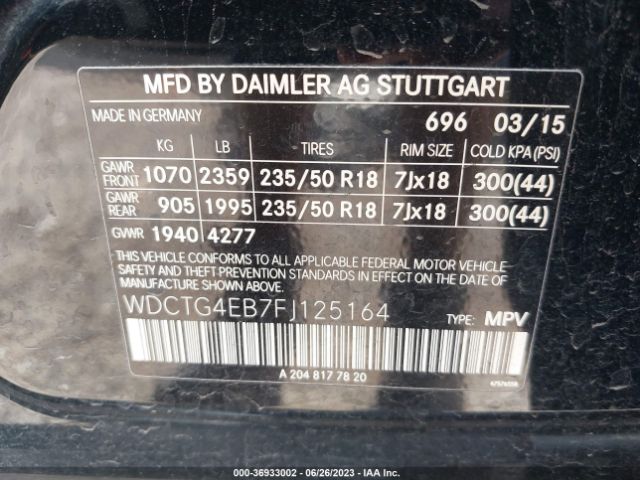 MFD BY DAIMLER AG STUTTGART
MADE IN GERMANY
696 03/15
KG LB TIRES RIM SIZE COLD KPA (PSI)
GAWR FRONT 1070 2359 235/50 R18 7Jx18 300(44)
GAWR REAR 905 1995 235/50 R18 7Jx18 300(44)
GVWR 1940 4277
THIS VEHICLE CONFORMS TO ALL APPLICABLE FEDERAL MOTOR VEHICLE
SAFETY AND THEFT PREVENTION STANDARDS IN EFFECT ON THE DATE OF
MANUFACTURE SHOWN ABOVE.
WDCTG4EB7FJ125164
TYPE: MPV
A 204 817 78 20
© COPART - 36933002 - 06/26/2023 - IAA Inc.